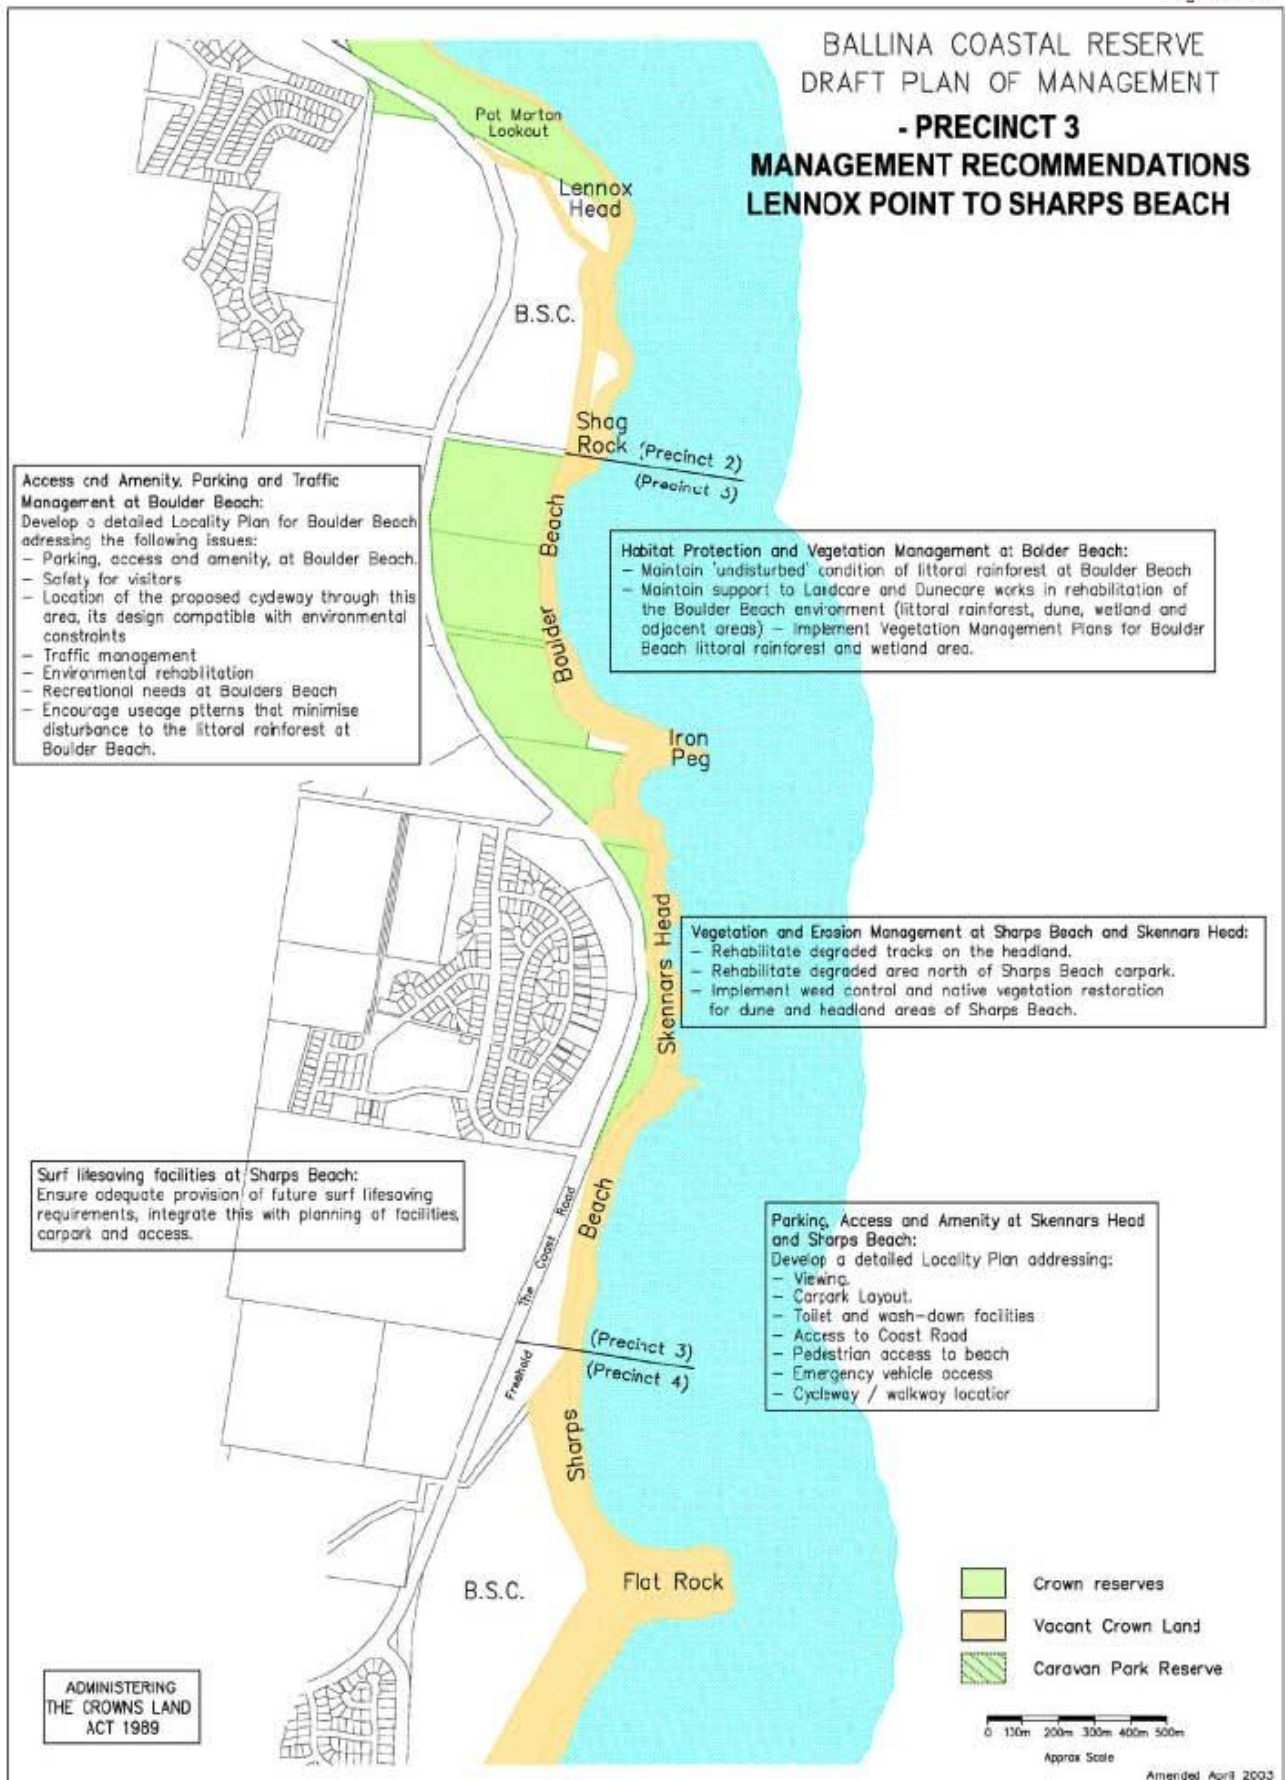 BALLINA COASTAL RESERVE
DRAFT PLAN OF MANAGEMENT
- PRECINCT 3
MANAGEMENT RECOMMENDATIONS
LENNOX POINT TO SHARPS BEACH
Pat Morton
Lookout
Lennox
Head
B.S.C.
Shag
Rock
(Precinct 2)
(Precinct 3)
Access and Amenity, Parking and Traffic
Management at Boulder Beach:
Develop a detailed Locality Plan for Boulder Beach
adressing the following issues:
- Parking, access and amenity, at Boulder Beach.
- Safety for visitors
- Location of the proposed cycleway through this
area, its design compatible with environmental
constraints
- Traffic management
- Environmental rehabilitation
- Recreational needs at Boulders Beach
- Encourage useage ptterns that minimise
disturbance to the littoral rainforest at
Boulder Beach.
Boulder Beach
Habitat Protection and Vegetation Management at Bolder Beach:
- Maintain 'undisturbed' condition of littoral rainforest at Boulder Beach
- Maintain support to Landcare and Dunecare works in rehabilitation of
the Boulder Beach environment (littoral rainforest, dune, wetland and
adjacent areas) - Implement Vegetation Management Plans for Boulder
Beach littoral rainforest and wetland area.
Iron
Peg
Skennars Head
Vegetation and Erosion Management at Sharps Beach and Skennars Head:
- Rehabilitate degraded tracks on the headland.
- Rehabilitate degraded area north of Sharps Beach carpark.
- Implement weed control and native vegetation restoration
for dune and headland areas of Sharps Beach.
Surf lifesaving facilities at Sharps Beach:
Ensure adequate provision of future surf lifesaving
requirements, integrate this with planning of facilities,
carpark and access.
The Coast Road
Sharps Beach
Parking, Access and Amenity at Skennars Head
and Sharps Beach:
Develop a detailed Locality Plan addressing:
- Viewing.
- Carpark Layout.
- Toilet and wash-down facilities
- Access to Coast Road
- Pedestrian access to beach
- Emergency vehicle access
- Cycleway / walkway location
(Precinct 3)
(Precinct 4)
Freehold
Flat Rock
B.S.C.
Crown reserves
Vacant Crown Land
Caravan Park Reserve
0 100m 200m 300m 400m 500m
Approx Scale
ADMINISTERING
THE CROWNS LAND
ACT 1989
Amended April 2003